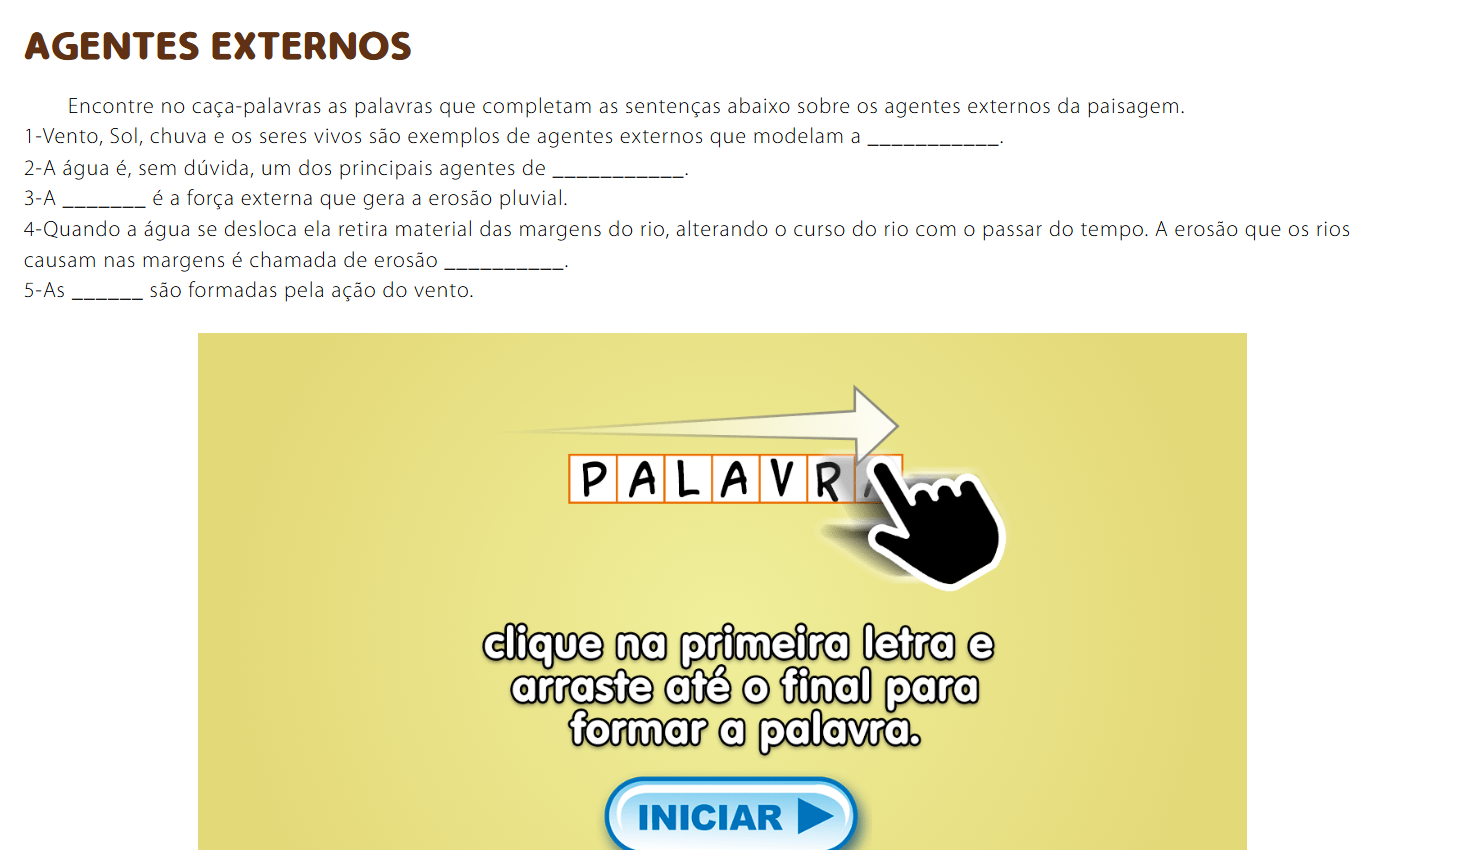 AGENTES EXTERNOS
Encontre no caça-palavras as palavras que completam as sentenças abaixo sobre os agentes externos da paisagem.
1-Vento, Sol, chuva e os seres vivos são exemplos de agentes externos que modelam a ___________.
2-A água é, sem dúvida, um dos principais agentes de ___________.
3-A _______ é a força externa que gera a erosão pluvial.
4-Quando a água se desloca ela retira material das margens do rio, alterando o curso do rio com o passar do tempo. A erosão que os rios
causam nas margens é chamada de erosão __________.
5-As ______ são formadas pela ação do vento.
PALAVRA
clique na primeira letra e
arraste até o final para
formar a palavra.
INICIAR